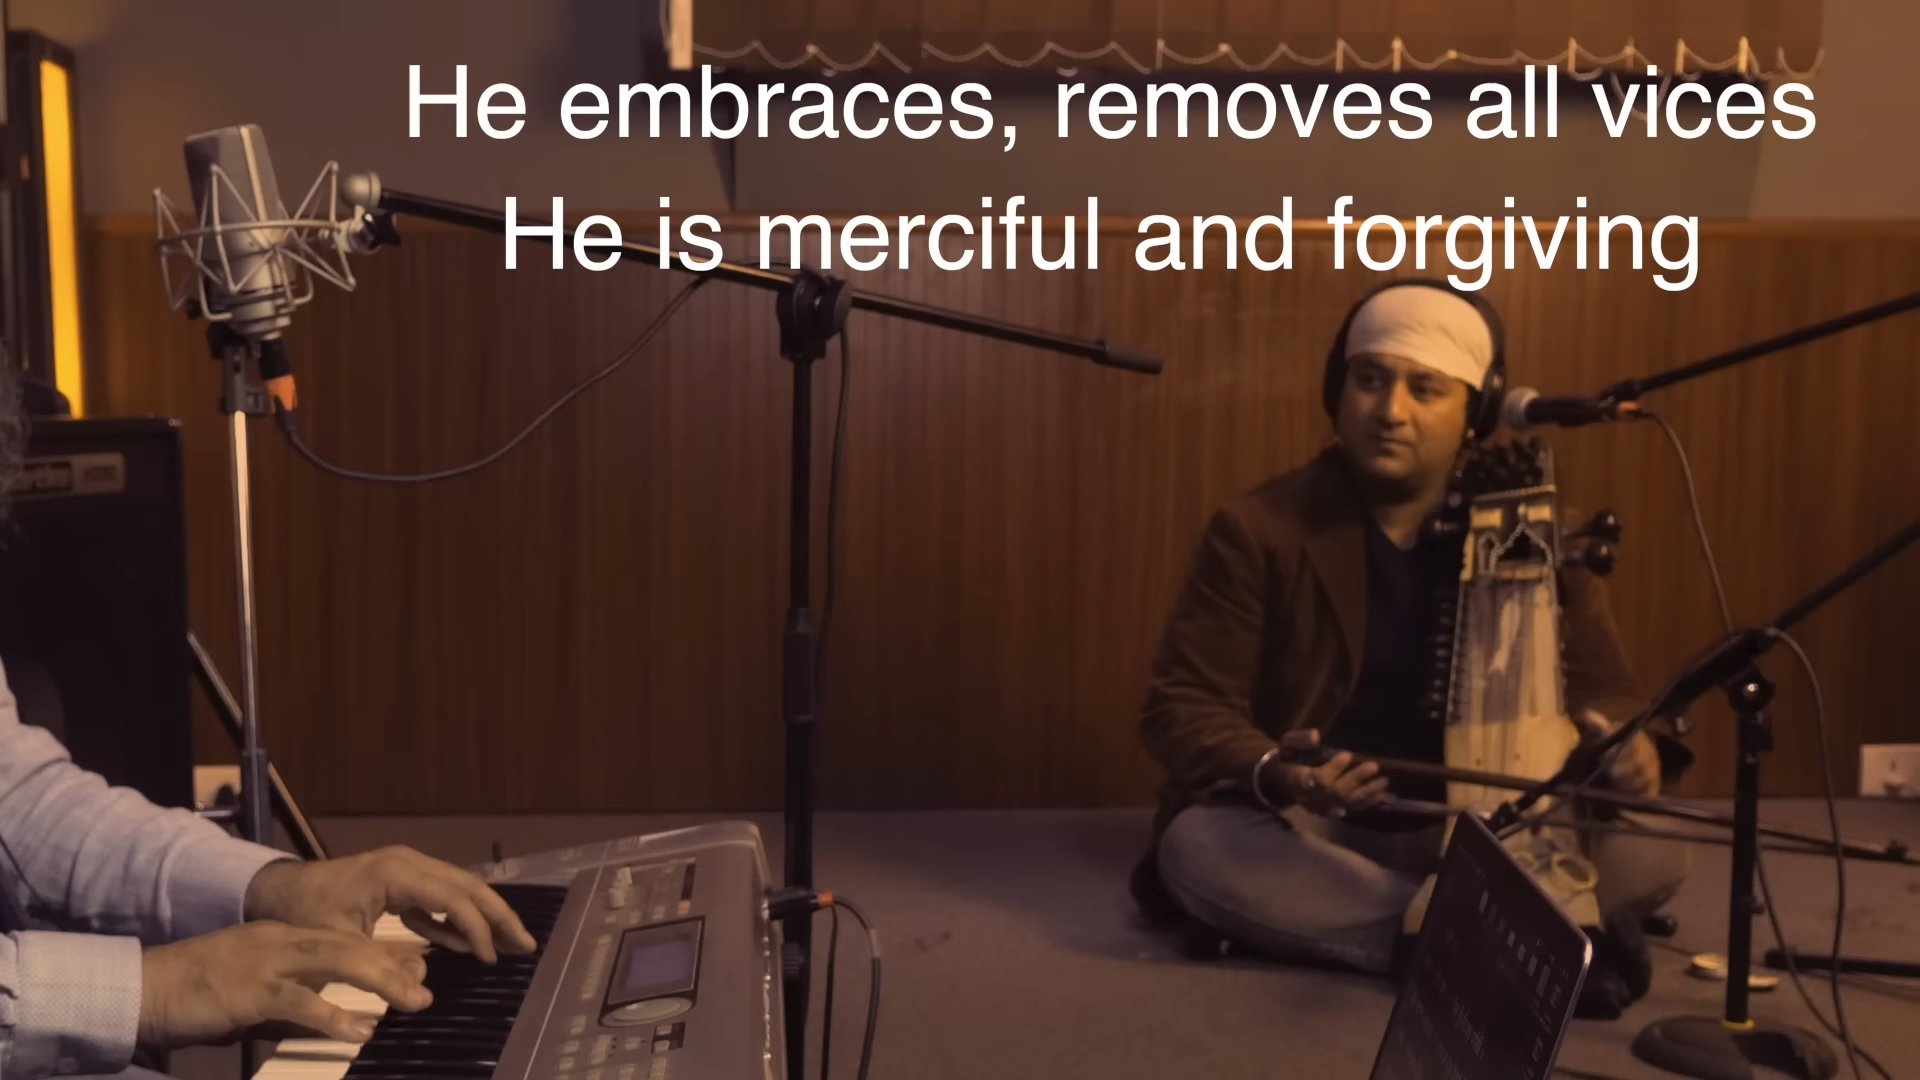 He embraces, removes all vices
He is merciful and forgiving